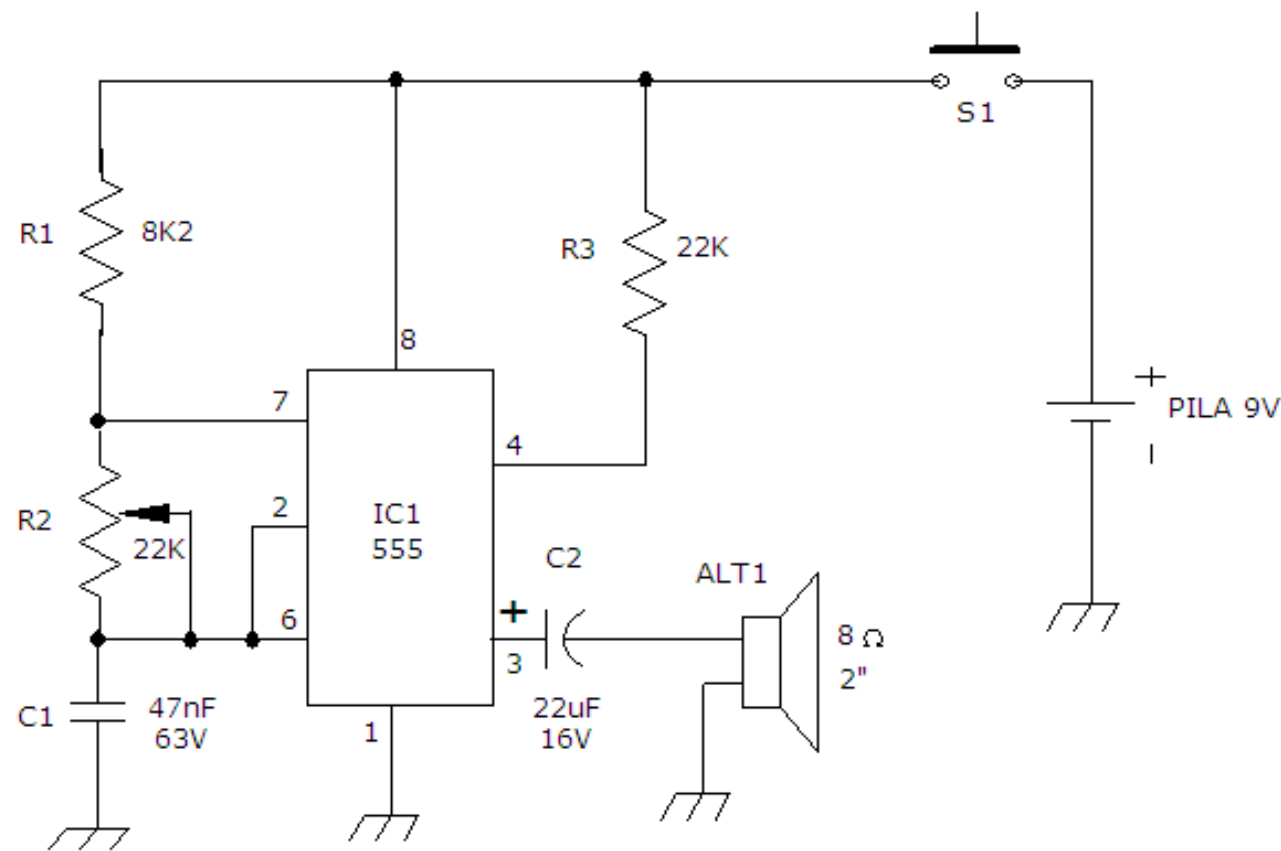 S1
R1
8K2
R3
22K
8
7
+
PILA 9V
-
4
2
IC1
555
R2
22K
C2
ALT1
6
+
3
8 Ω
2"
C1
47nF
63V
1
22uF
16V